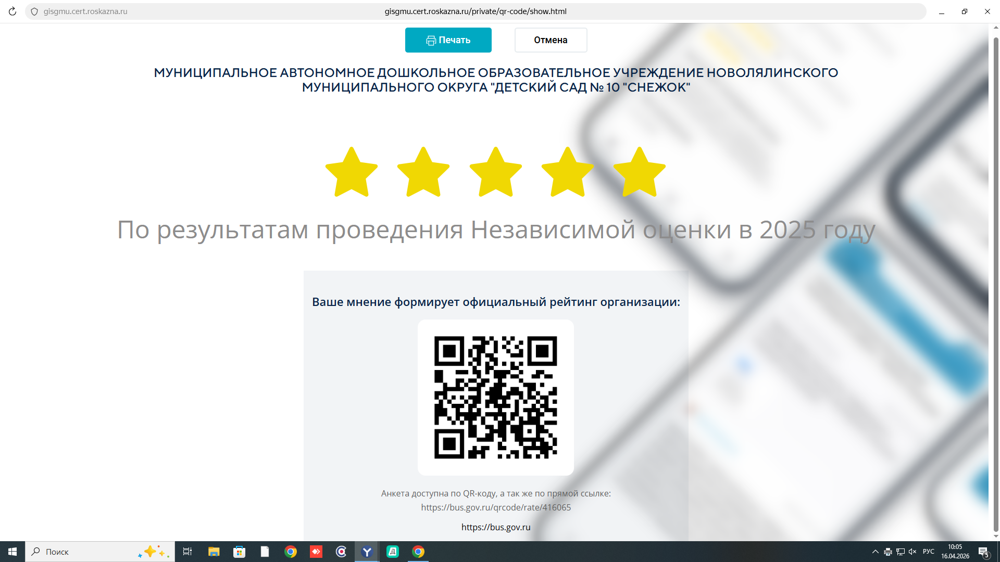 gisgmu.cert.roskazna.ru
gisgmu.cert.roskazna.ru/private/qr-code/show.html
Печать
Отмена
МУНИЦИПАЛЬНОЕ АВТОНОМНОЕ ДОШКОЛЬНОЕ ОБРАЗОВАТЕЛЬНОЕ УЧРЕЖДЕНИЕ НОВОЛЯЛИНСКОГО
МУНИЦИПАЛЬНОГО ОКРУГА "ДЕТСКИЙ САД № 10 "СНЕЖОК"
По результатам проведения Независимой оценки в 2025 году
Ваше мнение формирует официальный рейтинг организации:
Анкета доступна по QR-коду, а так же по прямой ссылке:
https://bus.gov.ru/qrcode/rate/416065
https://bus.gov.ru
Поиск
РУС
10:05
16.04.2026
5